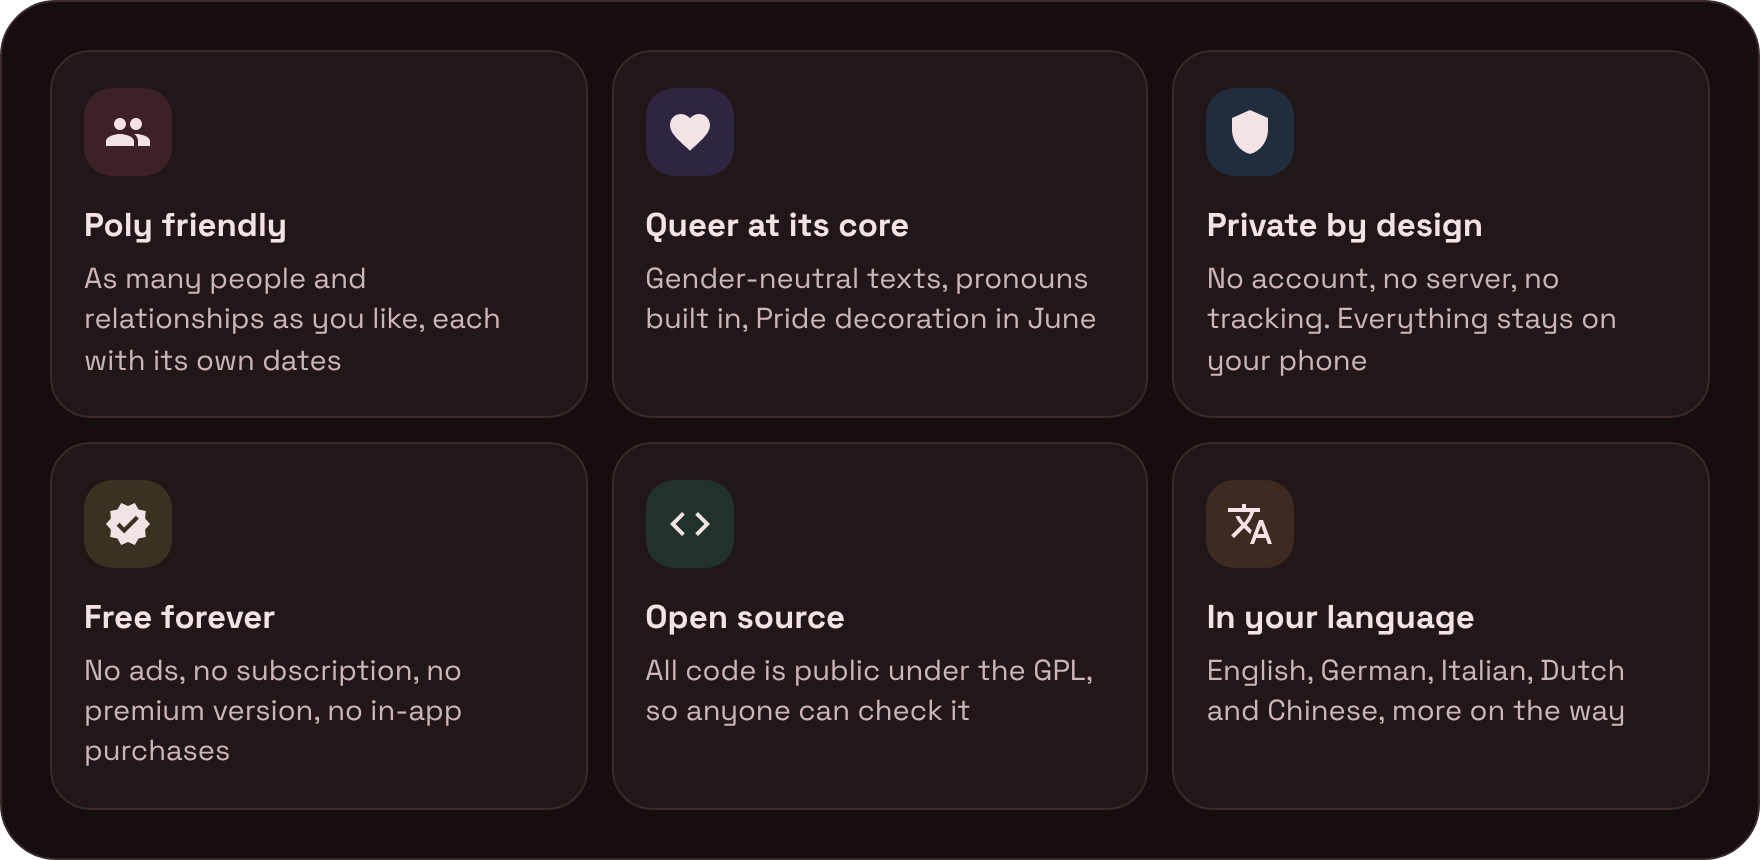 Poly friendly
As many people and
relationships as you like, each
with its own dates
Queer at its core
Gender-neutral texts, pronouns
built in, Pride decoration in June
Private by design
No account, no server, no
tracking. Everything stays on
your phone
Free forever
No ads, no subscription, no
premium version, no in-app
purchases
Open source
All code is public under the GPL,
so anyone can check it
In your language
English, German, Italian, Dutch
and Chinese, more on the way